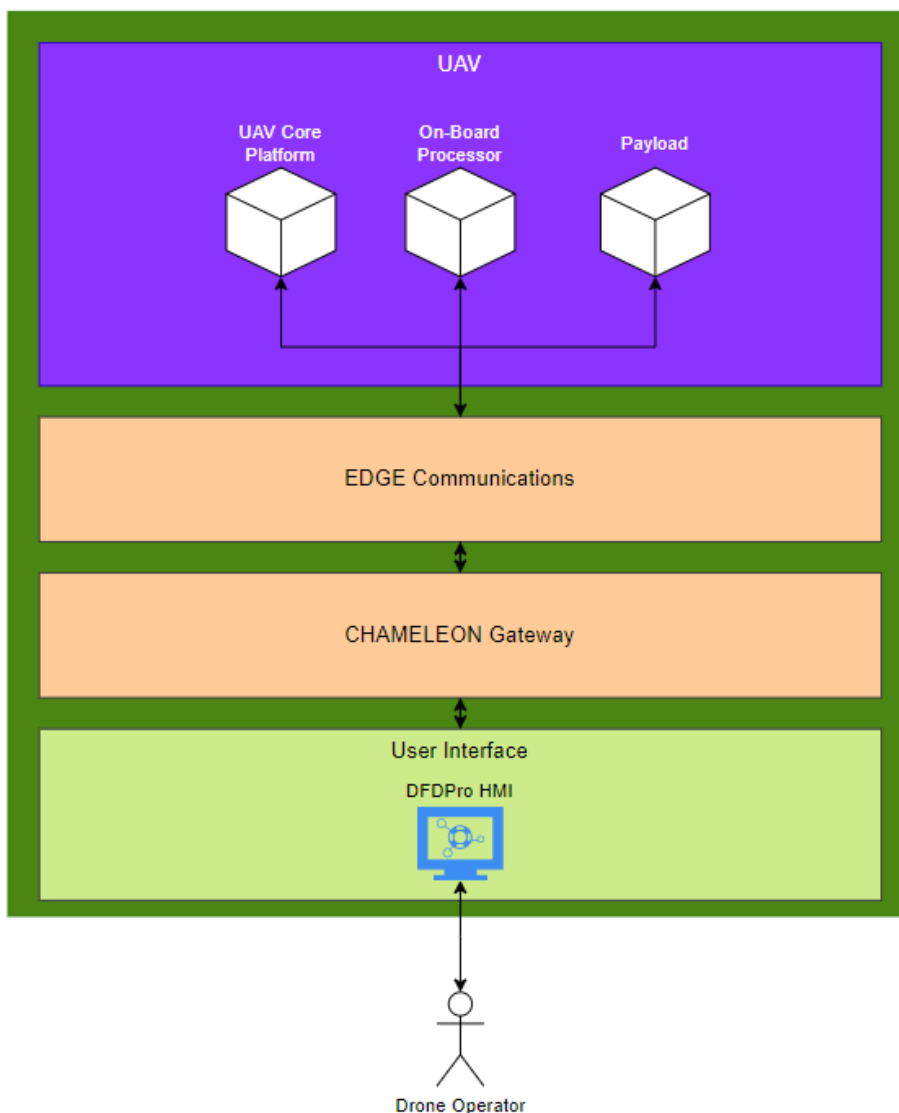 UAV
UAV Core
Platform
On-Board
Processor
Payload
EDGE Communications
CHAMELEON Gateway
User Interface
DFDPro HMI
Drone Operator